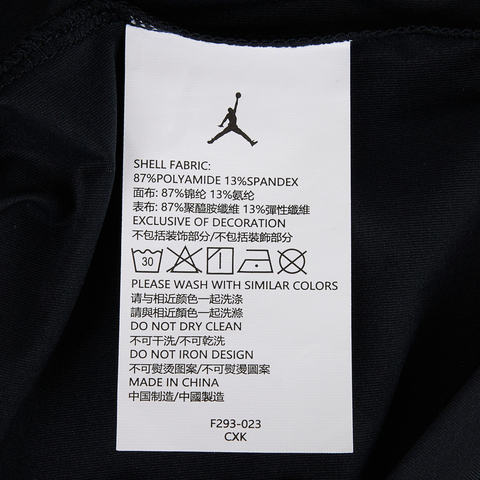 SHELL FABRIC:
87%POLYAMIDE 13%SPANDEX
面布: 87%锦纶 13%氨纶
表布: 87%聚醯胺纖維 13%彈性纖維
EXCLUSIVE OF DECORATION
不包括装饰部分/不包括裝飾部分
30
PLEASE WASH WITH SIMILAR COLORS
请与相近颜色一起洗涤
請與相近顏色一起洗滌
DO NOT DRY CLEAN
不可干洗/不可乾洗
DO NOT IRON DESIGN
不可熨烫图案/不可熨燙圖案
MADE IN CHINA
中国制造/中國製造
F293-023
CXK